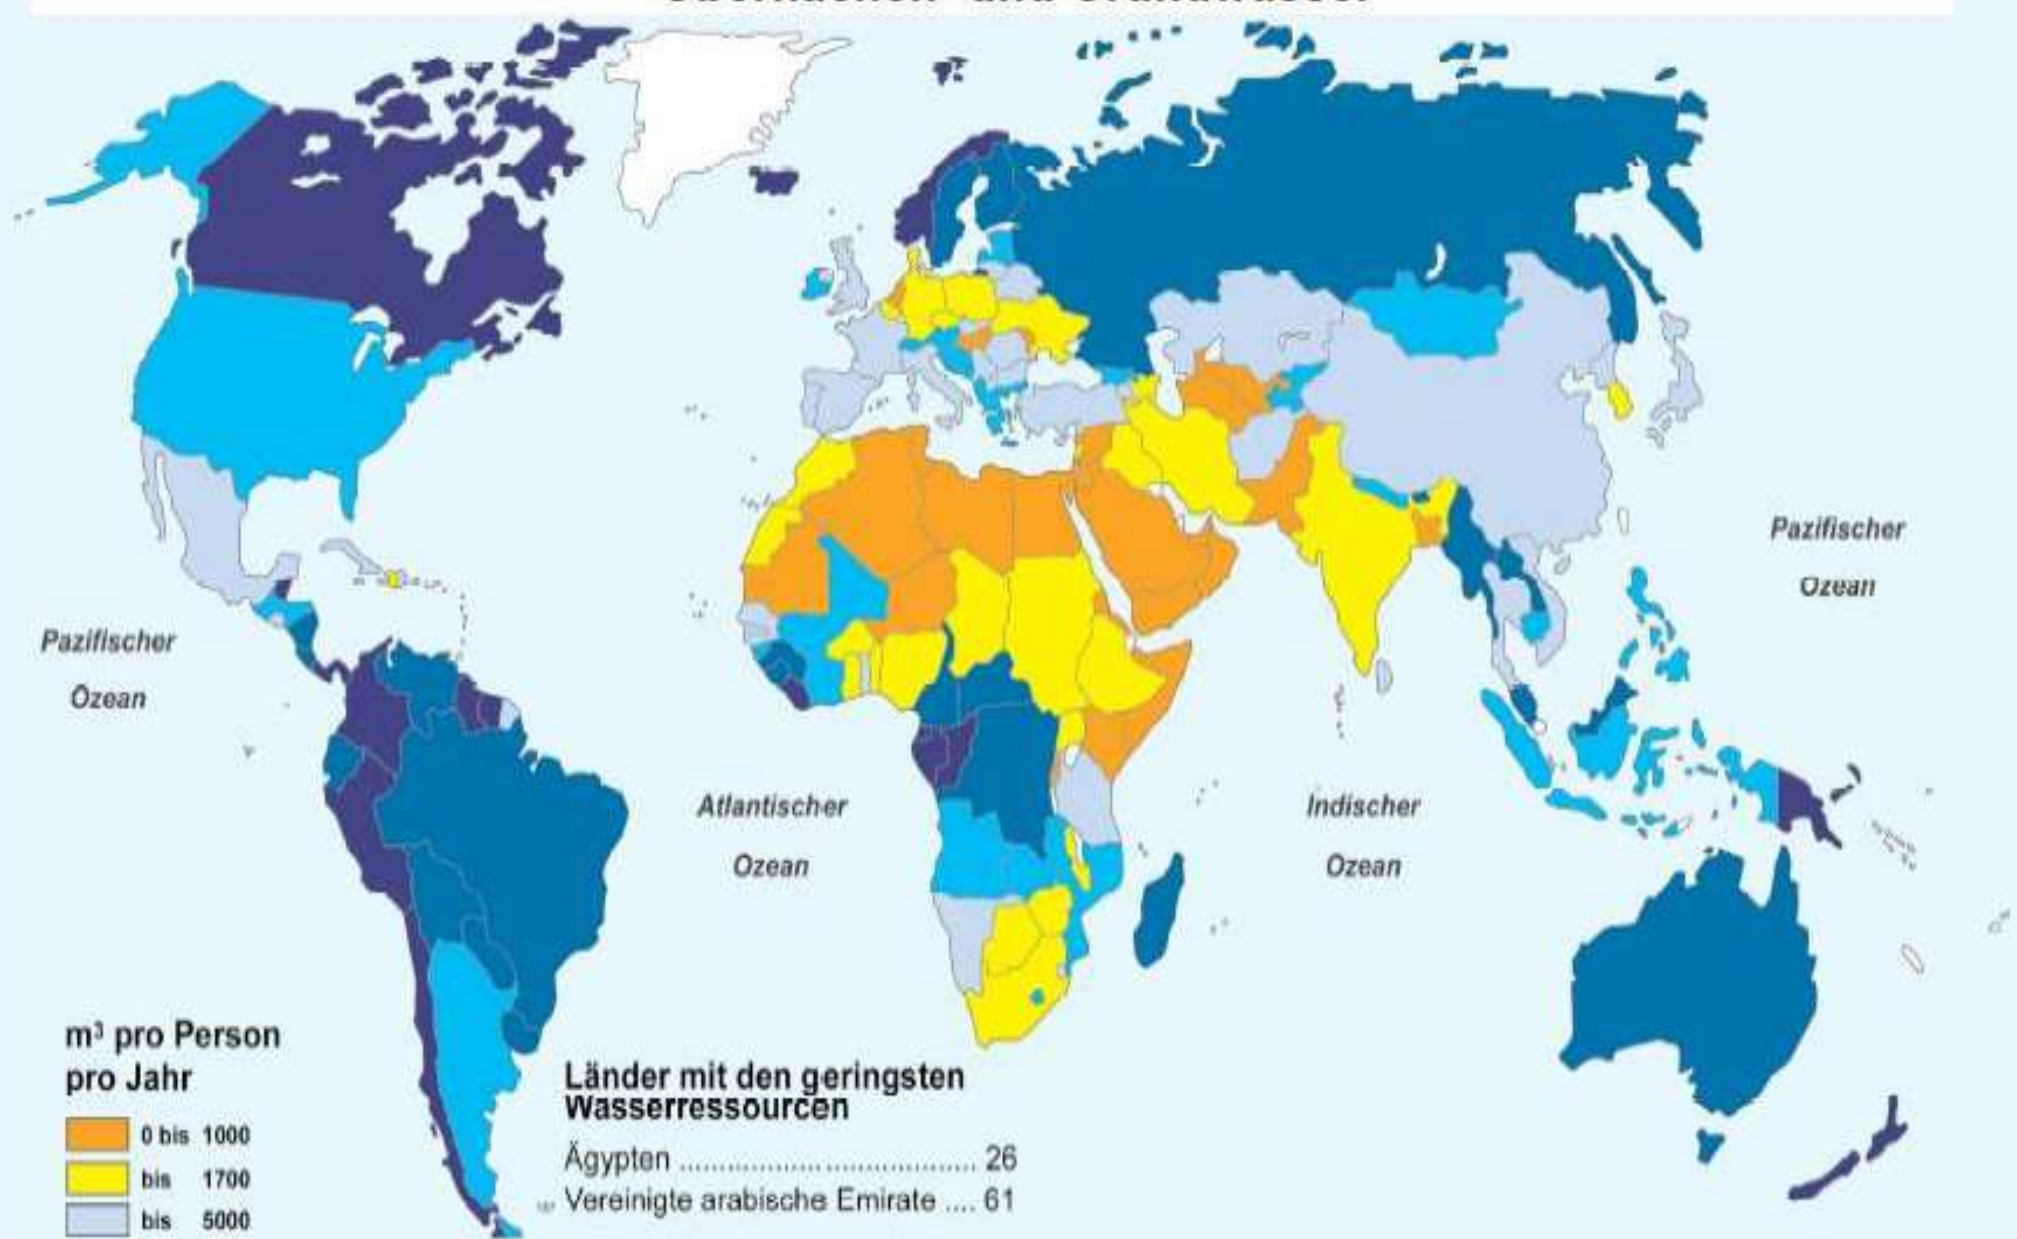 Pazifischer
Ozean
Pazifischer
Ozean
Atlantischer
Ozean
Indischer
Ozean
m³ pro Person
pro Jahr
0 bis 1000
bis 1700
bis 5000
Länder mit den geringsten
Wasserressourcen
Ägypten ........................................ 26
Vereinigte arabische Emirate .... 61